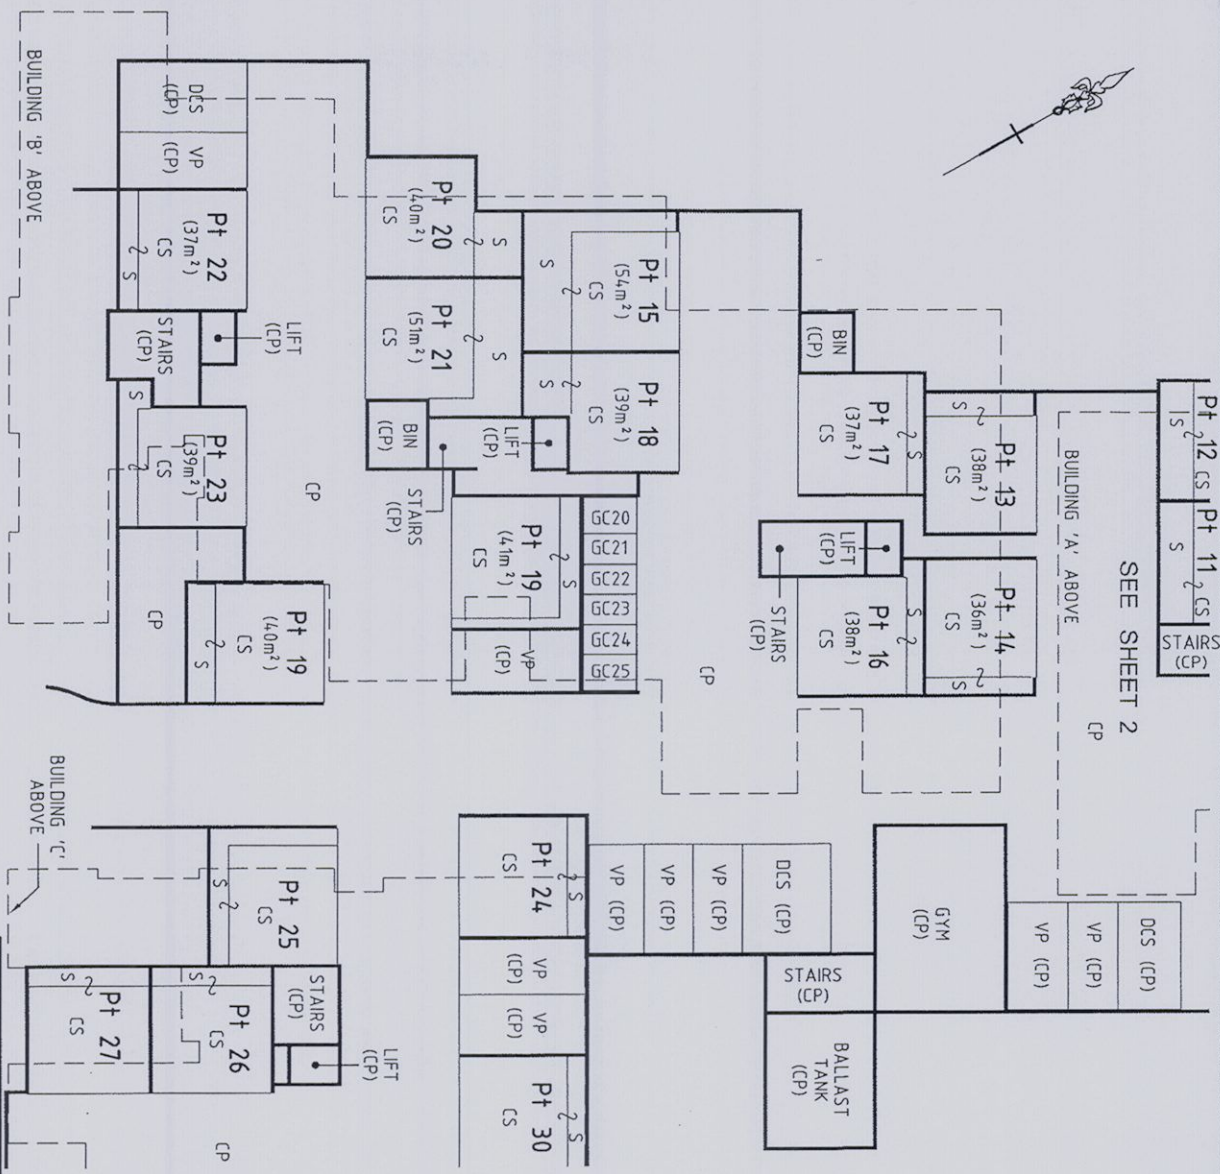 BUILDING 'B' ABOVE
DCS
(CP)
VP
(CP)
Pt 22
(37m²)
CS
S
STAIRS
(CP)
LIFT
(CP)
S
Pt 23
(39m²)
CS
CP
CP
Pt 19
(40m²)
CS
S
Pt 20
(40m²)
CS
S
Pt 21
(51m²)
CS
S
BIN
(CP)
STAIRS
(CP)
LIFT
(CP)
Pt 15
(54m²)
CS
S
Pt 18
(39m²)
CS
S
Pt 19
(41m²)
CS
S
VP
(CP)
GC20
GC21
GC22
GC23
GC24
GC25
CP
BIN
(CP)
Pt 17
(37m²)
CS
S
Pt 13
(38m²)
CS
S
LIFT
(CP)
STAIRS
(CP)
Pt 16
(38m²)
CS
S
Pt 14
(36m²)
CS
S
BUILDING 'A' ABOVE
SEE SHEET 2
CP
Pt 12
CS
S
Pt 11
CS
S
STAIRS
(CP)
BUILDING 'C'
ABOVE
Pt 25
CS
S
Pt 26
CS
S
Pt 27
CS
S
STAIRS
(CP)
LIFT
(CP)
CP
Pt 24
CS
S
VP
(CP)
VP
(CP)
Pt 30
CS
S
VP (CP)
VP (CP)
VP (CP)
DCS (CP)
STAIRS
(CP)
BALLAST
TANK
(CP)
GYM
(CP)
VP (CP)
VP (CP)
DCS (CP)